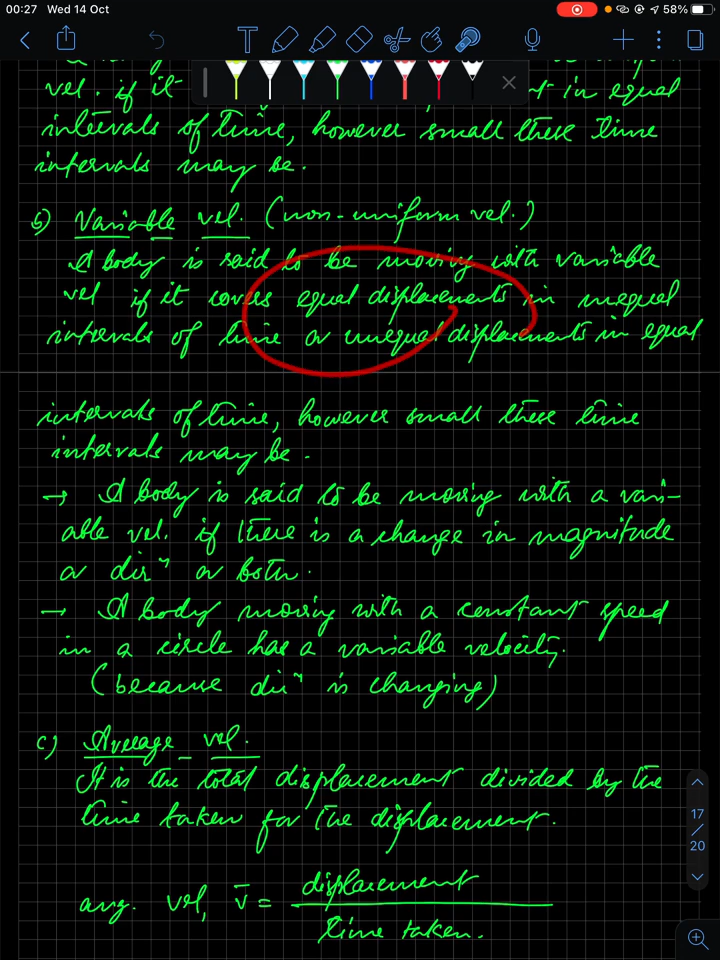 00:27 Wed 14 Oct 58%
vel. if it in equal
intervals of time, however small these time
intervals may be.
b) Variable vel. (non-uniform vel.)
A body is said to be moving with variable
vel if it covers equal displacements in unequal
intervals of time or unequal displacements in equal
intervals of time, however small these time
intervals may be.
→ A body is said to be moving with a vari-
able vel. if there is a change in magnitude
or dirⁿ or both.
→ A body moving with a constant speed
in a circle has a variable velocity.
(because dirⁿ is changing)
c) Average vel.
It is the total displacement divided by the
time taken for the displacement.
avg. vel, v̄ = displacement
time taken.
17
/
20